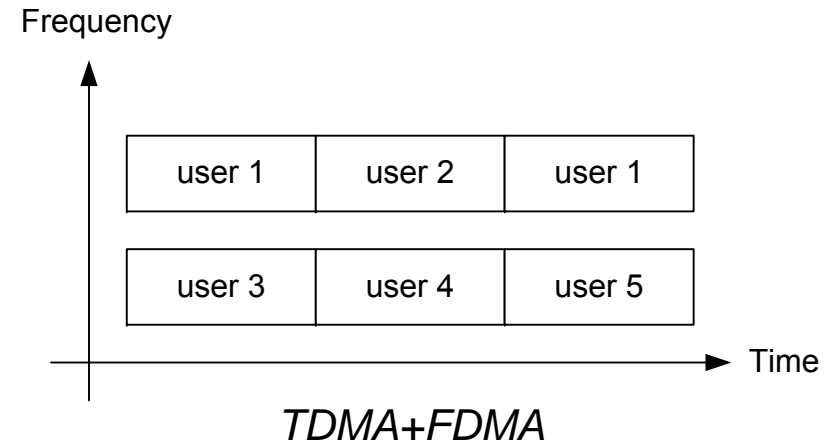 Frequency
user 1 user 2 user 1
user 3 user 4 user 5
Time
TDMA+FDMA